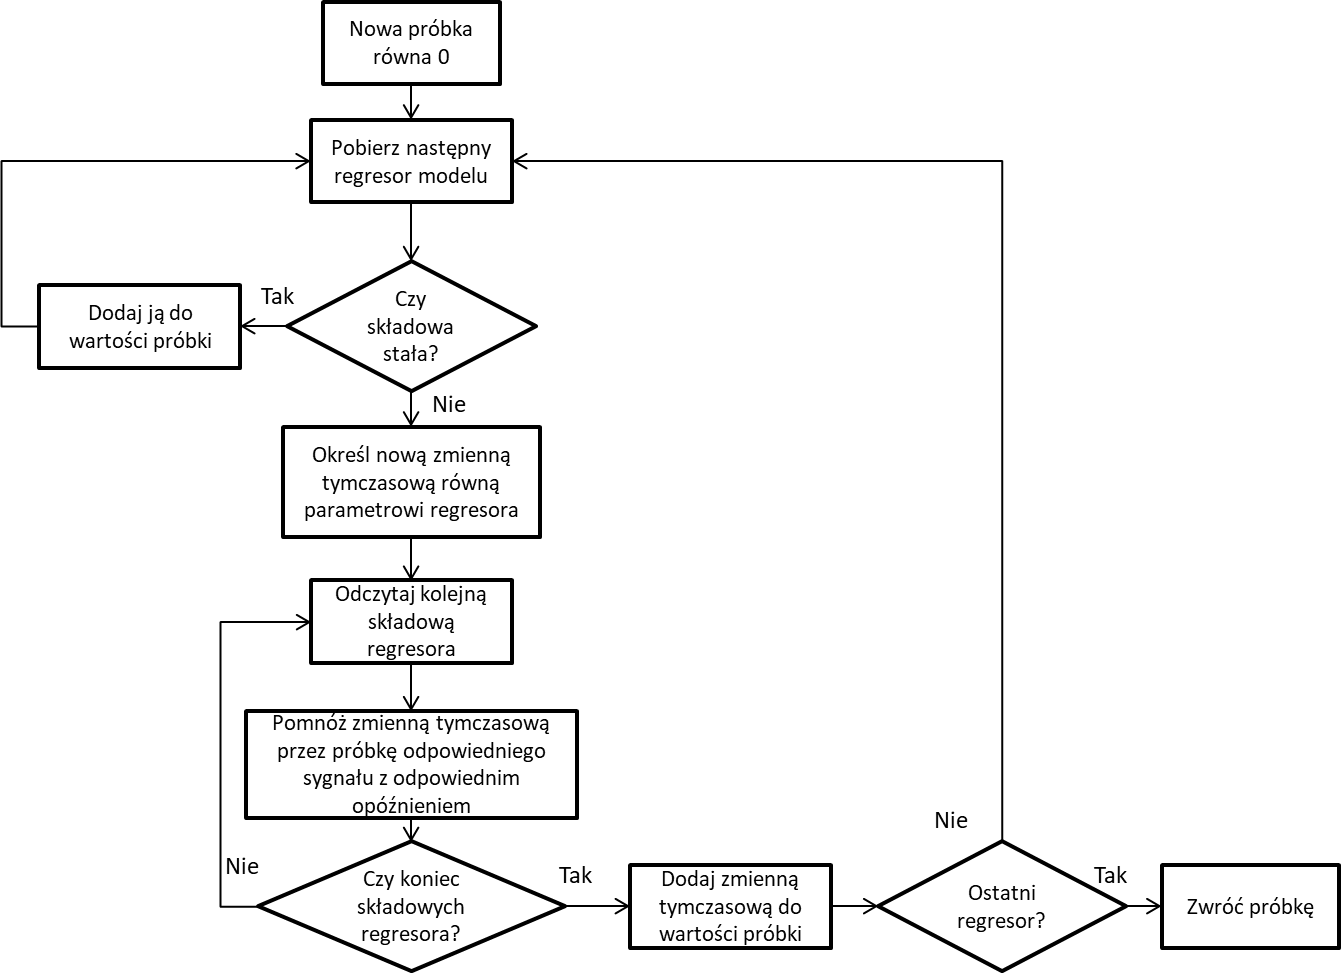 Nowa próbka
równa 0
Pobierz następny
regresor modelu
Czy
składowa
stała?
Tak
Dodaj ją do
wartości próbki
Nie
Określ nową zmienną
tymczasową równą
parametrowi regresora
Odczytaj kolejną
składową
regresora
Pomnóż zmienną tymczasową
przez próbkę odpowiedniego
sygnału z odpowiednim
opóźnieniem
Nie
Czy koniec
składowych
regresora?
Tak
Dodaj zmienną
tymczasową do
wartości próbki
Nie
Ostatni
regresor?
Tak
Zwróć próbkę